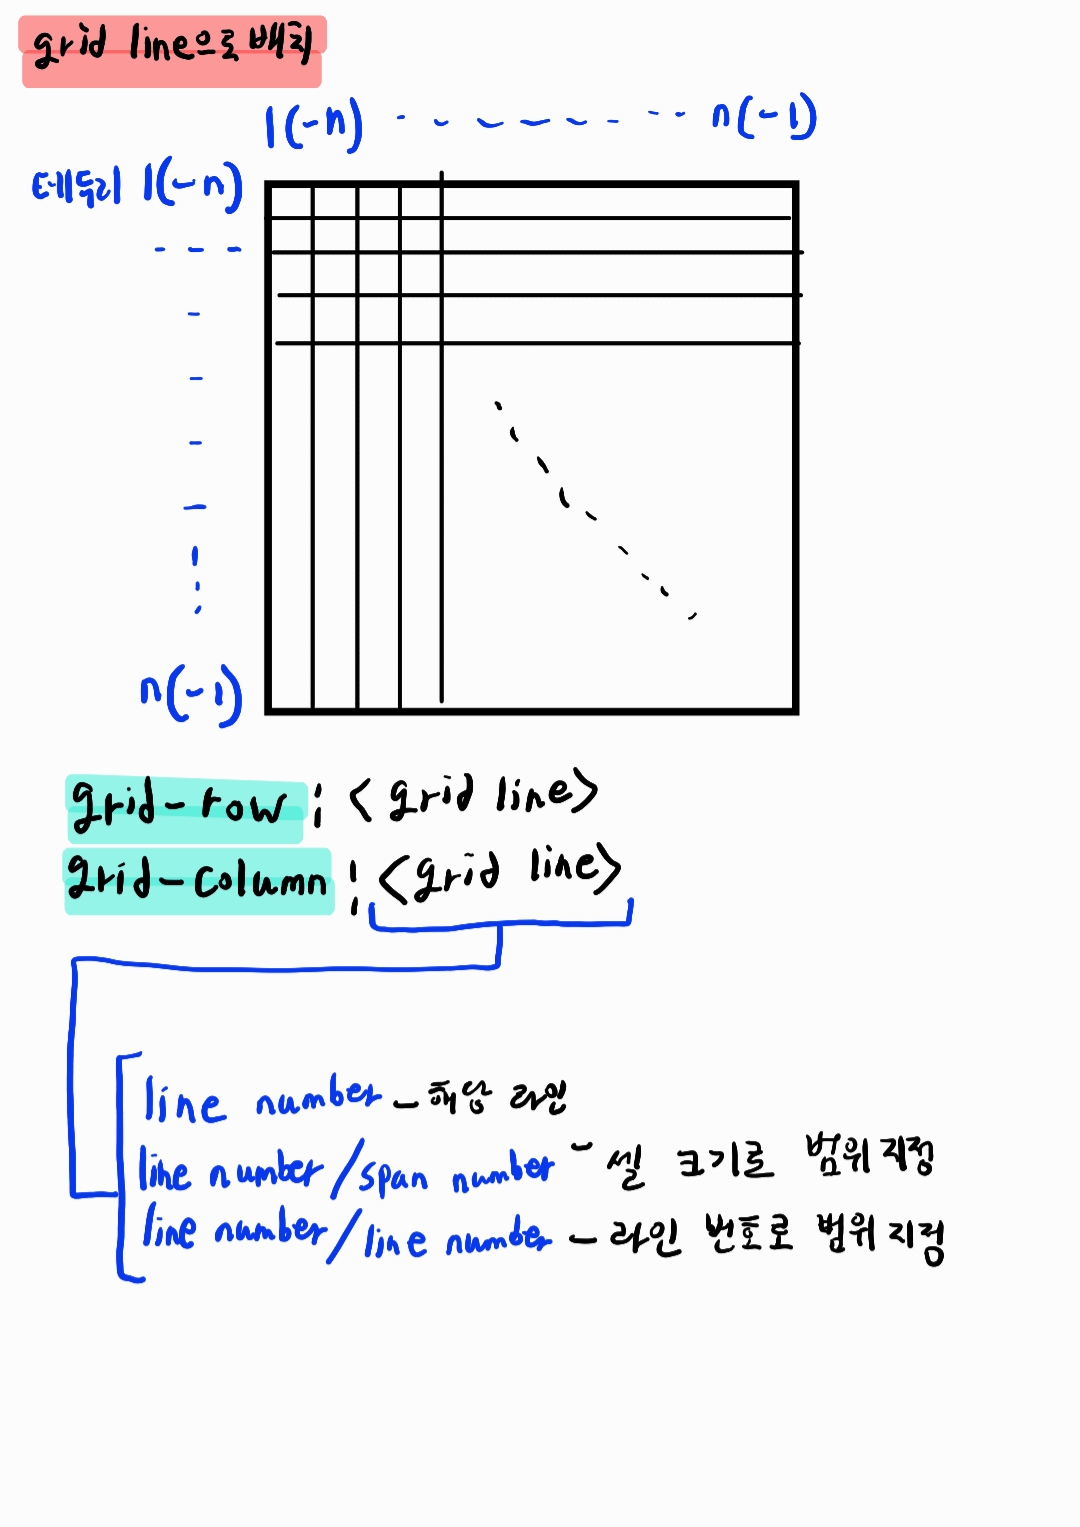 grid line으로 배치
1(-n) n(-1)
테두리 1(-n)
n(-1)
grid-row : <grid line>
grid-column : <grid line>
line number - 해당 라인
line number/span number - 셀 크기로 범위 지정
line number/line number - 라인 번호로 범위 지정